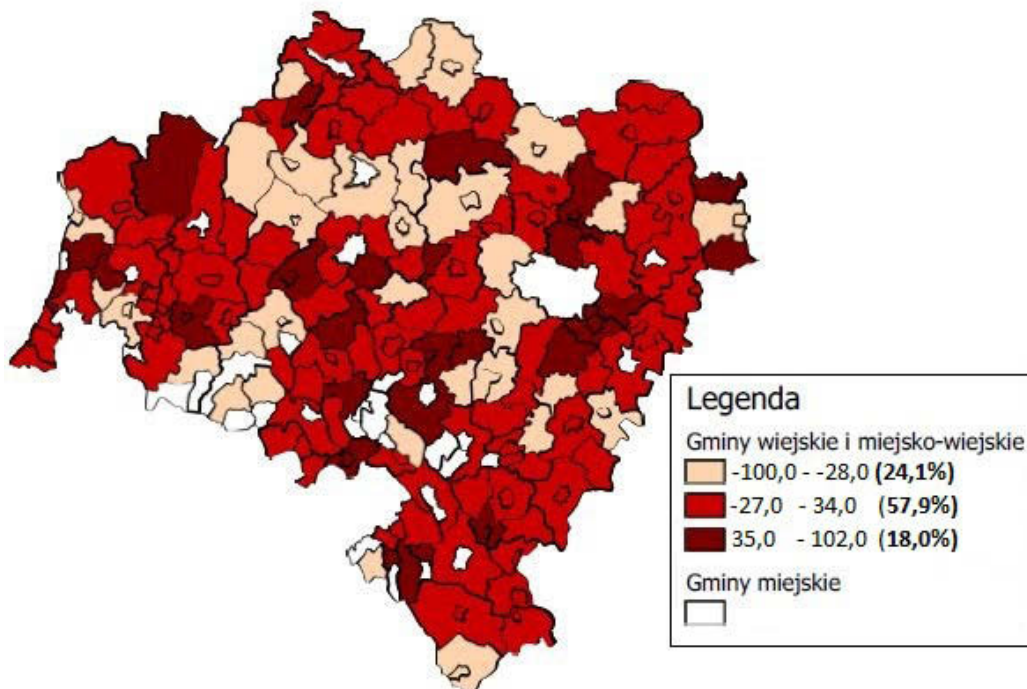 Legenda
Gminy wiejskie i miejsko-wiejskie
-100,0 - -28,0 (24,1%)
-27,0 - 34,0 (57,9%)
35,0 - 102,0 (18,0%)
Gminy miejskie